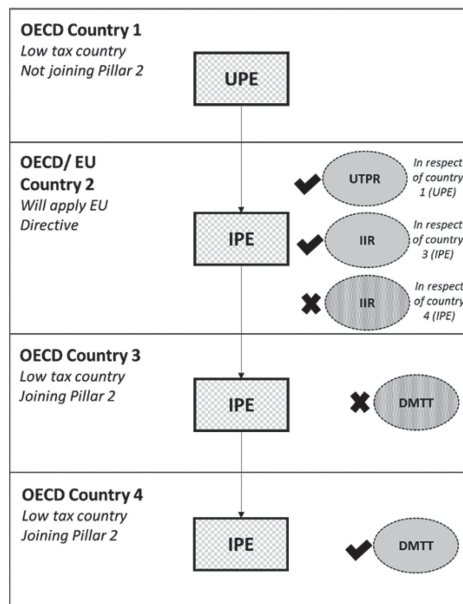 OECD Country 1
Low tax country
Not joining Pillar 2
UPE
OECD/ EU
Country 2
Will apply EU
Directive
IPE
UTPR
In respect
of country
1 (UPE)
IIR
In respect
of country
3 (IPE)
IIR
In respect
of country
4 (IPE)
OECD Country 3
Low tax country
Joining Pillar 2
IPE
DMTT
OECD Country 4
Low tax country
Joining Pillar 2
IPE
DMTT